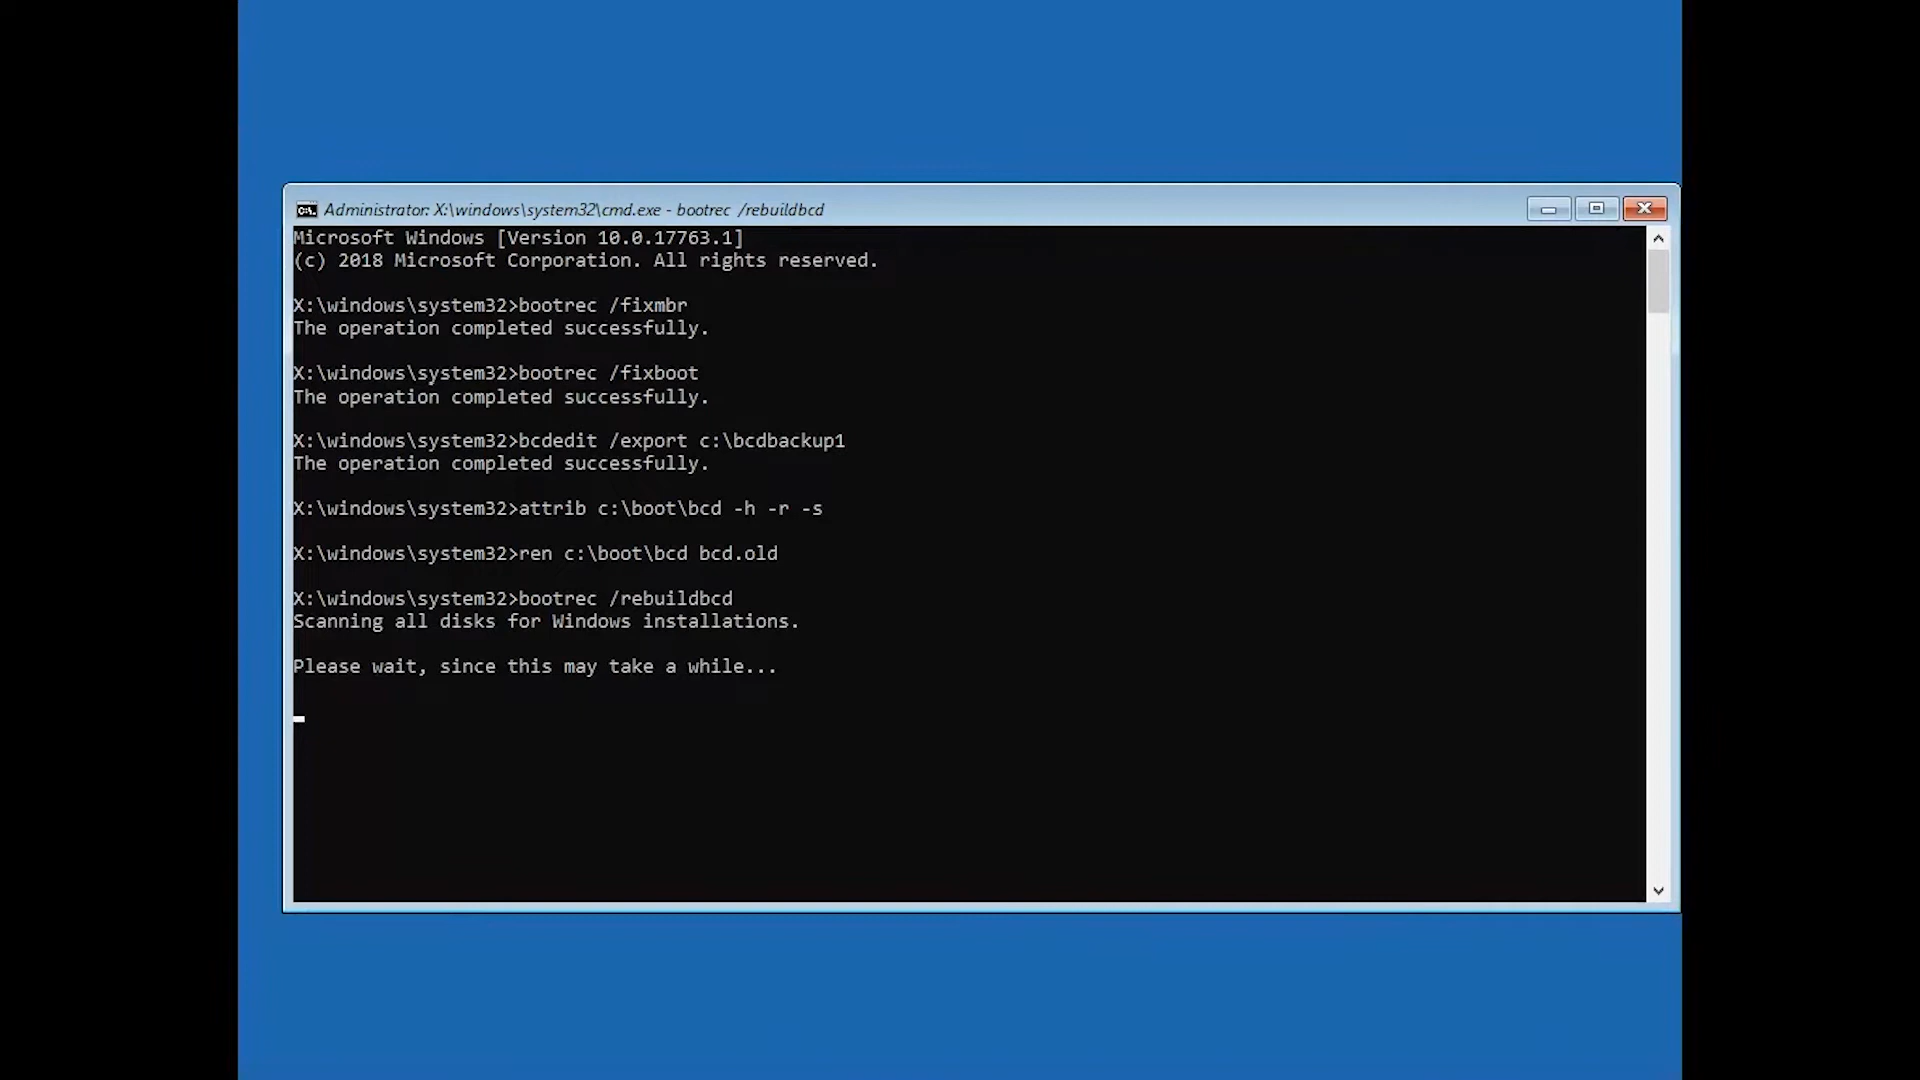 Administrator: X:\windows\system32\cmd.exe - bootrec /rebuildbcd
Microsoft Windows [Version 10.0.17763.1]
(c) 2018 Microsoft Corporation. All rights reserved.
X:\windows\system32>bootrec /fixmbr
The operation completed successfully.
X:\windows\system32>bootrec /fixboot
The operation completed successfully.
X:\windows\system32>bcdedit /export c:\bcdbackup1
The operation completed successfully.
X:\windows\system32>attrib c:\boot\bcd -h -r -s
X:\windows\system32>ren c:\boot\bcd bcd.old
X:\windows\system32>bootrec /rebuildbcd
Scanning all disks for Windows installations.
Please wait, since this may take a while...